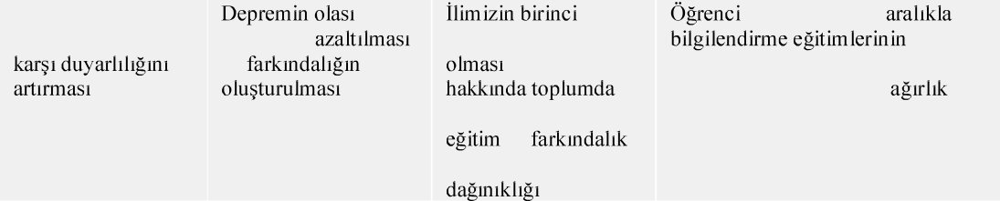 karşı duyarlılığını
artırması
Depremin olası
azaltılması
farkındalığın
oluşturulması
İlimizin birinci
olması
hakkında toplumda
eğitim farkındalık
dağınıklığı
Öğrenci aralıkla
bilgilendirme eğitimlerinin
ağırlık